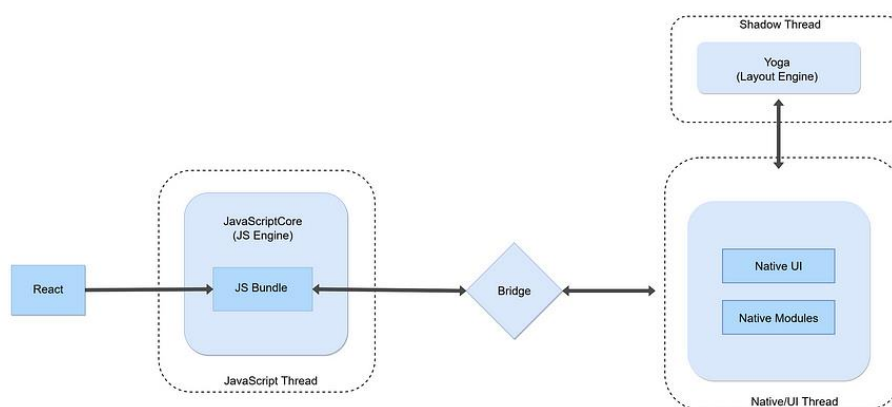 Shadow Thread
Yoga
(Layout Engine)
JavaScriptCore
(JS Engine)
React
JS Bundle
Bridge
Native UI
Native Modules
JavaScript Thread
Native/UI Thread